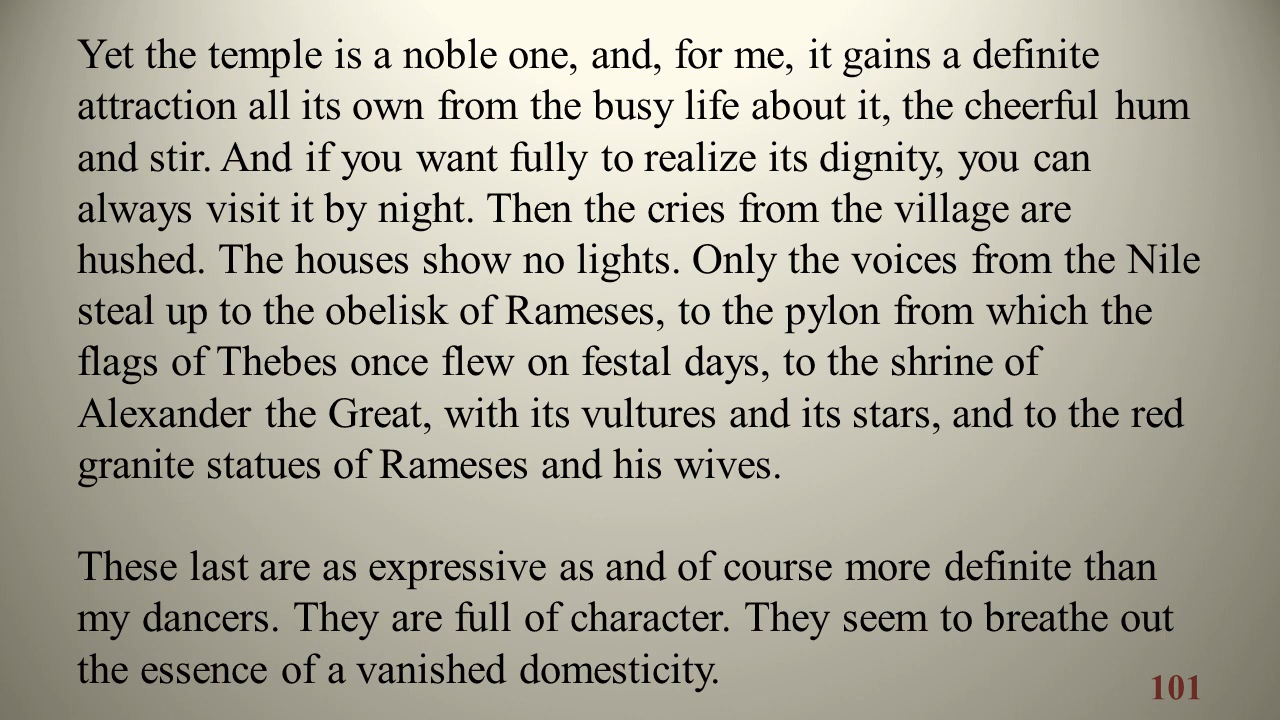 Yet the temple is a noble one, and, for me, it gains a definite
attraction all its own from the busy life about it, the cheerful hum
and stir. And if you want fully to realize its dignity, you can
always visit it by night. Then the cries from the village are
hushed. The houses show no lights. Only the voices from the Nile
steal up to the obelisk of Rameses, to the pylon from which the
flags of Thebes once flew on festal days, to the shrine of
Alexander the Great, with its vultures and its stars, and to the red
granite statues of Rameses and his wives.
These last are as expressive as and of course more definite than
my dancers. They are full of character. They seem to breathe out
the essence of a vanished domesticity.
101